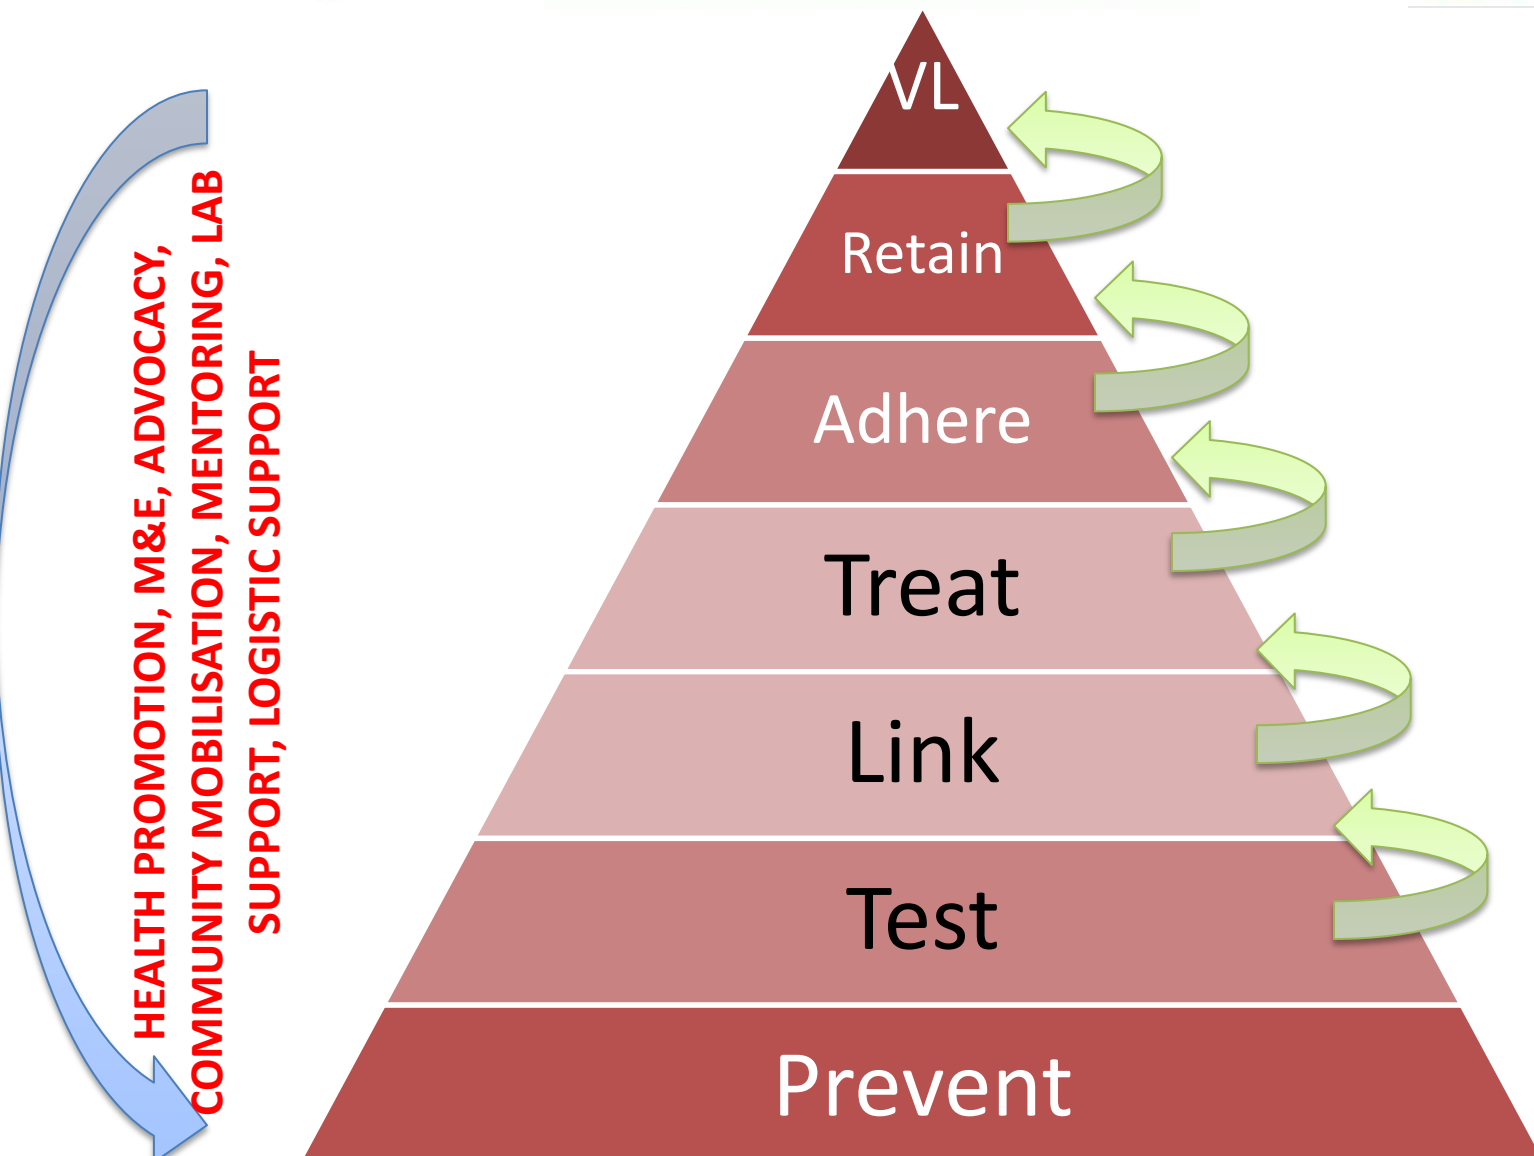 HEALTH PROMOTION, M&E, ADVOCACY,
COMMUNITY MOBILISATION, MENTORING, LAB
SUPPORT, LOGISTIC SUPPORT
VL
Retain
Adhere
Treat
Link
Test
Prevent